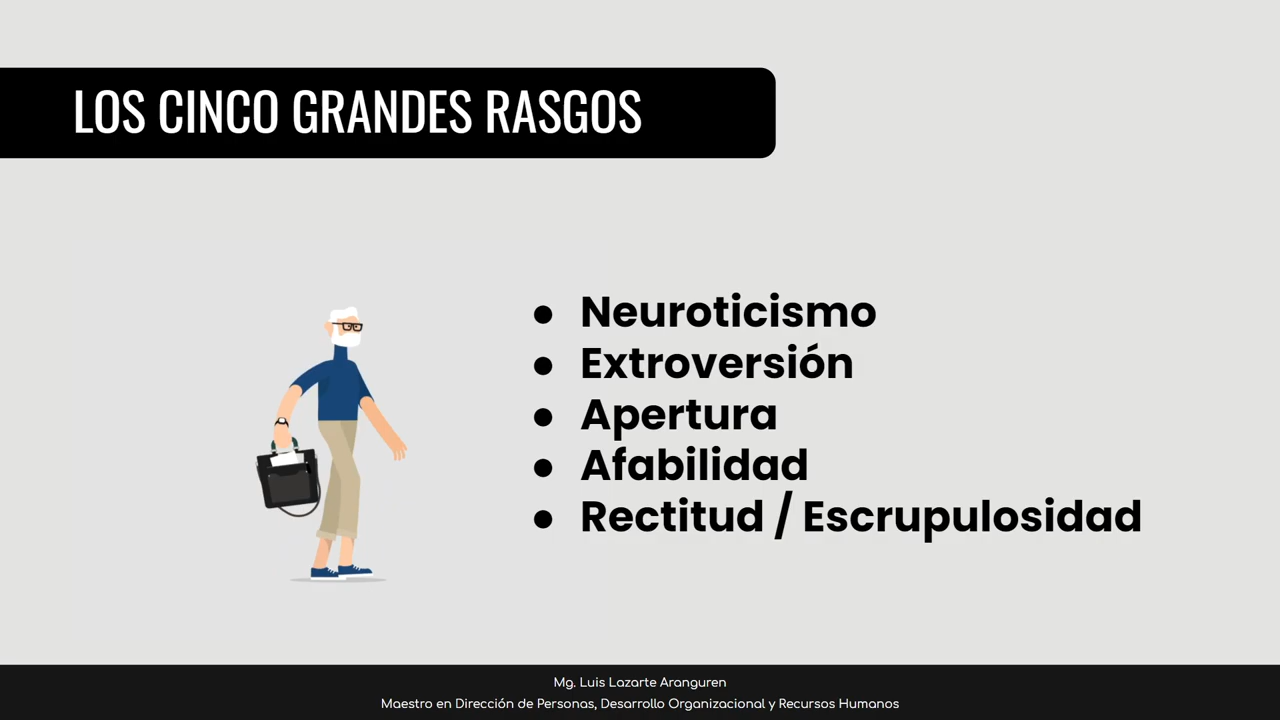 LOS CINCO GRANDES RASGOS
● Neuroticismo
● Extroversión
● Apertura
● Afabilidad
● Rectitud / Escrupulosidad
Mg. Luis Lazarte Aranguren
Maestro en Dirección de Personas, Desarrollo Organizacional y Recursos Humanos